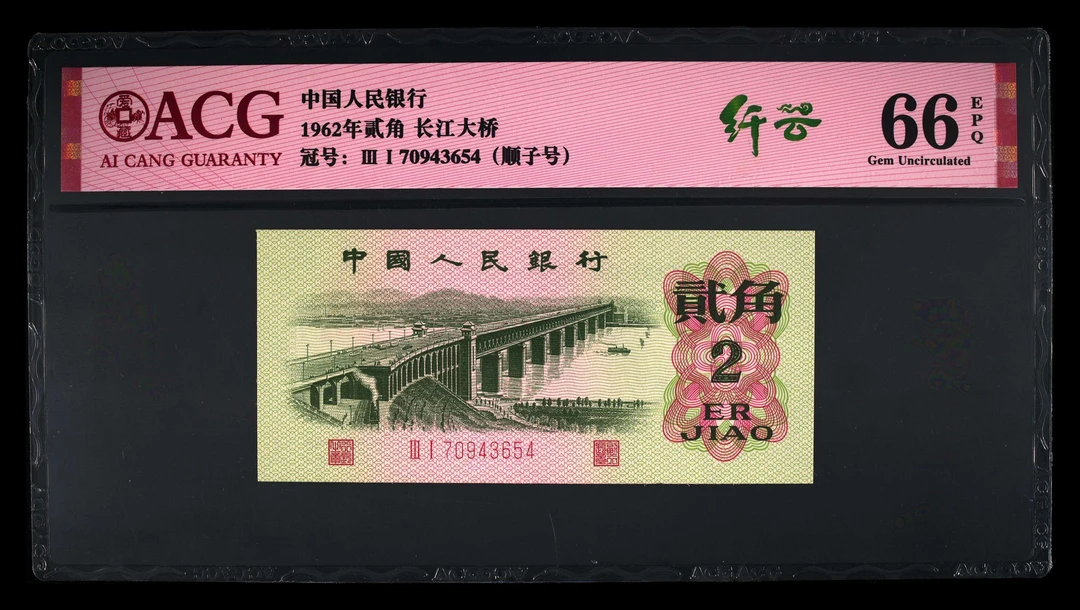 ACG
AI CANG GUARANTY
中国人民银行
1962年贰角 长江大桥
冠号：Ⅲ Ⅰ 70943654（顺子号）
纤云
66
EPQ
Gem Uncirculated
中國人民銀行
貳角
2
ER
JIAO
Ⅲ Ⅰ 70943654